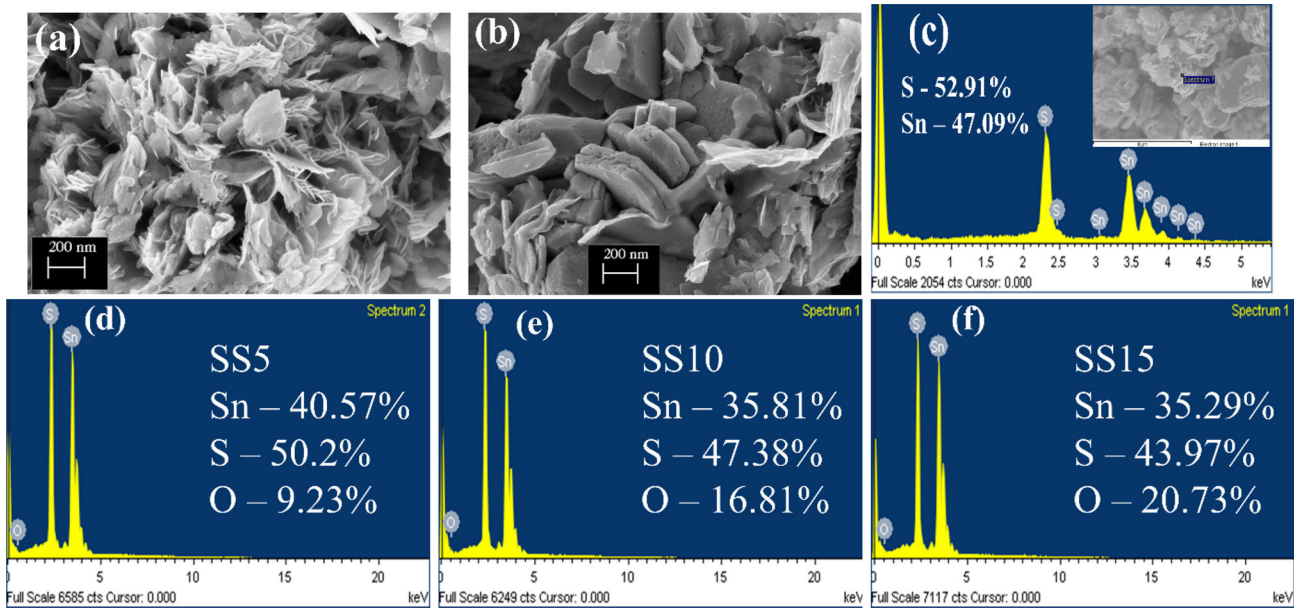 (a)
200 nm
(b)
200 nm
(c)
S - 52.91%
Sn – 47.09%
Spectrum 7
Electron Image 1
S
S
Sn
Sn
Sn
Sn
Sn
Sn
0 0.5 1 1.5 2 2.5 3 3.5 4 4.5 5
Full Scale 2054 cts Cursor: 0.000
keV
(d)
Spectrum 2
S
Sn
SS5
Sn – 40.57%
S – 50.2%
O – 9.23%
O
0 5 10 15 20
Full Scale 6585 cts Cursor: 0.000
keV
(e)
Spectrum 1
S
Sn
SS10
Sn – 35.81%
S – 47.38%
O – 16.81%
O
0 5 10 15 20
Full Scale 6249 cts Cursor: 0.000
keV
(f)
Spectrum 1
S
Sn
SS15
Sn – 35.29%
S – 43.97%
O – 20.73%
O
0 5 10 15 20
Full Scale 7117 cts Cursor: 0.000
keV